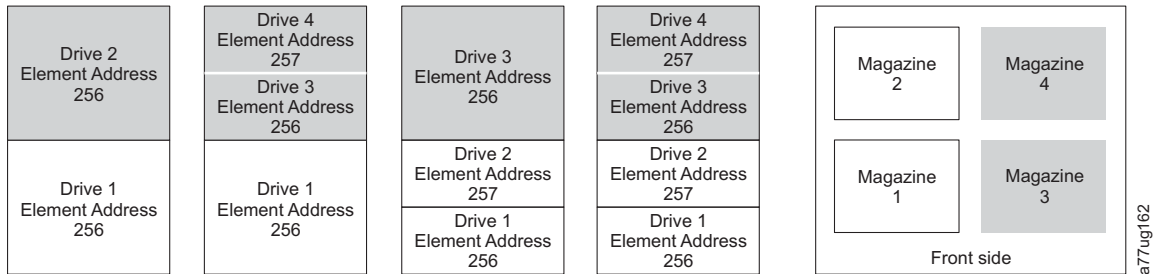 Drive 2
Element Address
256
Drive 1
Element Address
256
Drive 4
Element Address
257
Drive 3
Element Address
256
Drive 1
Element Address
256
Drive 3
Element Address
256
Drive 2
Element Address
257
Drive 1
Element Address
256
Drive 4
Element Address
257
Drive 3
Element Address
256
Drive 2
Element Address
257
Drive 1
Element Address
256
Magazine
2
Magazine
4
Magazine
1
Magazine
3
Front side
a77ug162